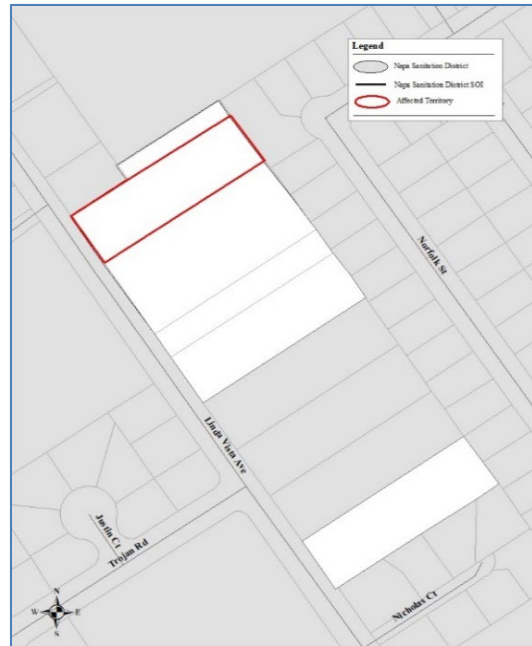 Legend
Napa Sanitation District
Napa Sanitation District SOI
Affected Territory
Norfolk St
Linda Vista Ave
Justin Ct
Trojan Rd
Nicholas Ct
N
W
E
S